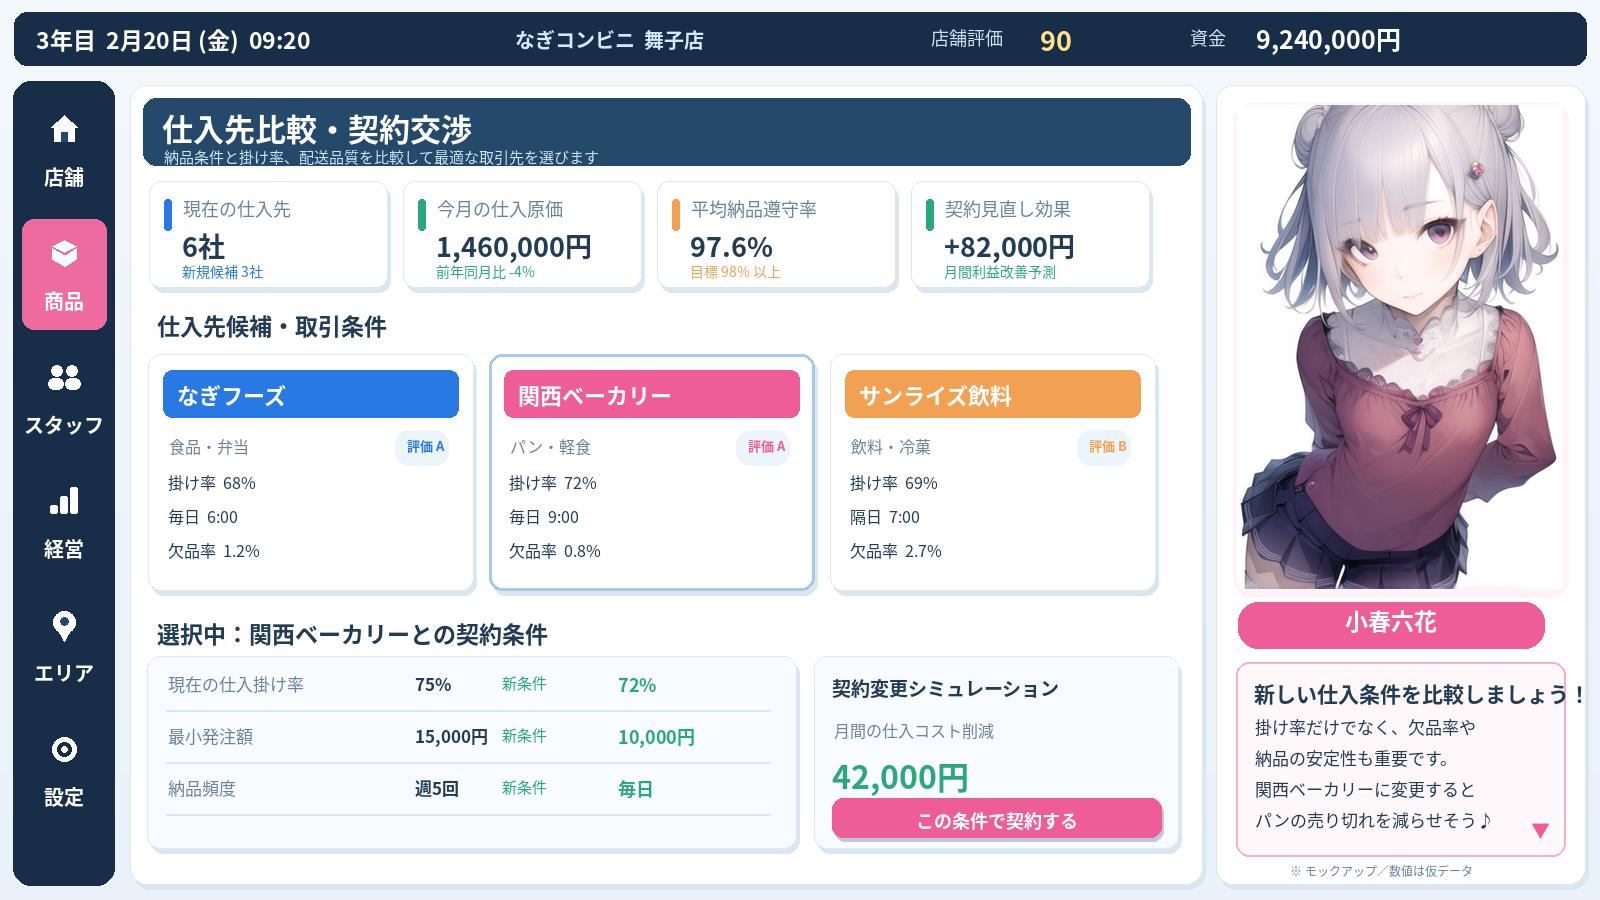 3年目 2月20日 (金) 09:20
なぎコンビニ 舞子店
店舗評価 90
資金 9,240,000円
店舗
商品
スタッフ
経営
エリア
設定
仕入先比較・契約交渉
納品条件と掛け率、配送品質を比較して最適な取引先を選びます
現在の仕入先
6社
新規候補 3社
今月の仕入原価
1,460,000円
前年同月比 -4%
平均納品遵守率
97.6%
目標 98% 以上
契約見直し効果
+82,000円
月間利益改善予測
仕入先候補・取引条件
なぎフーズ
食品・弁当 評価 A
掛け率 68%
毎日 6:00
欠品率 1.2%
関西ベーカリー
パン・軽食 評価 A
掛け率 72%
毎日 9:00
欠品率 0.8%
サンライズ飲料
飲料・冷菓 評価 B
掛け率 69%
隔日 7:00
欠品率 2.7%
選択中：関西ベーカリーとの契約条件
現在の仕入掛け率 75% 新条件 72%
最小発注額 15,000円 新条件 10,000円
納品頻度 週5回 新条件 毎日
契約変更シミュレーション
月間の仕入コスト削減
42,000円
この条件で契約する
小春六花
新しい仕入条件を比較しましょう！
掛け率だけでなく、欠品率や
納品の安定性も重要です。
関西ベーカリーに変更すると
パンの売り切れを減らせそう♪
▼
※ モックアップ／数値は仮データ